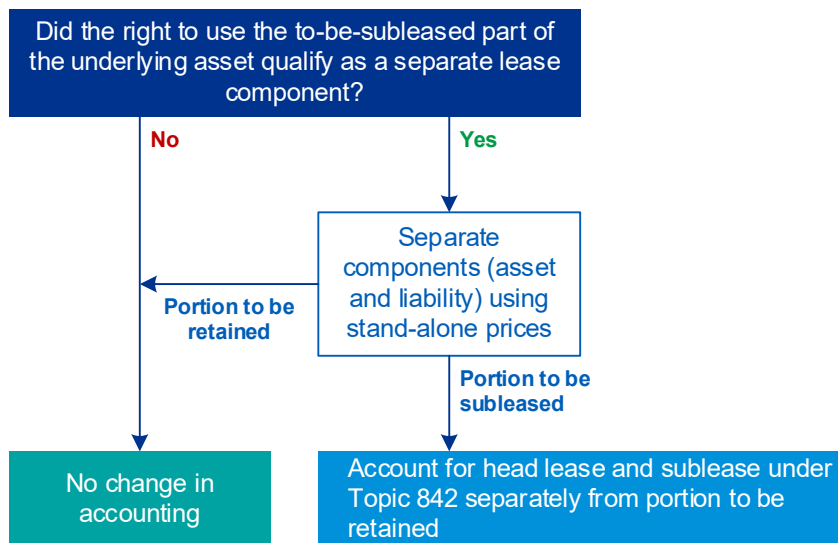 Did the right to use the to-be-subleased part of
the underlying asset qualify as a separate lease
component?
No
Yes
Separate
components (asset
and liability) using
stand-alone prices
Portion to be
retained
Portion to be
subleased
No change in
accounting
Account for head lease and sublease under
Topic 842 separately from portion to be
retained